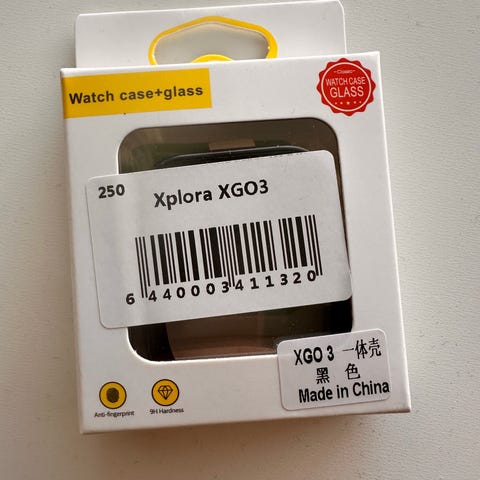 Watch case+glass
Classic
WATCH CASE
GLASS
250
Xplora XGO3
6 440003 411320
XGO 3 一体壳
黑 色
Made in China
Anti-fingerprint
9H Hardness